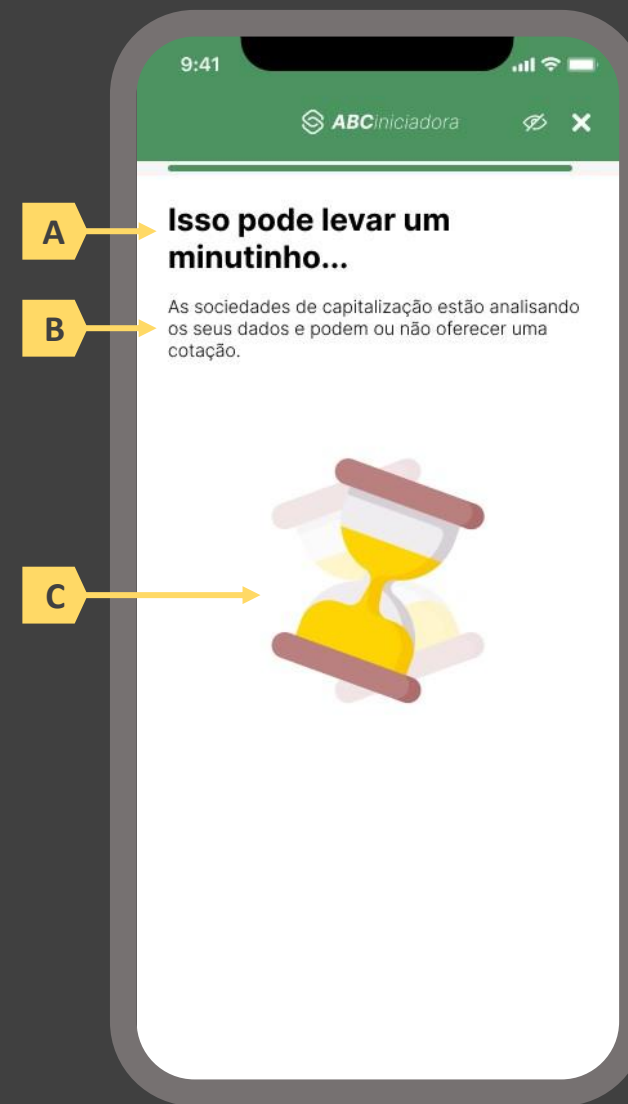 9:41
ABCiniciadora
A
Isso pode levar um
minutinho...
B
As sociedades de capitalização estão analisando
os seus dados e podem ou não oferecer uma
cotação.
C